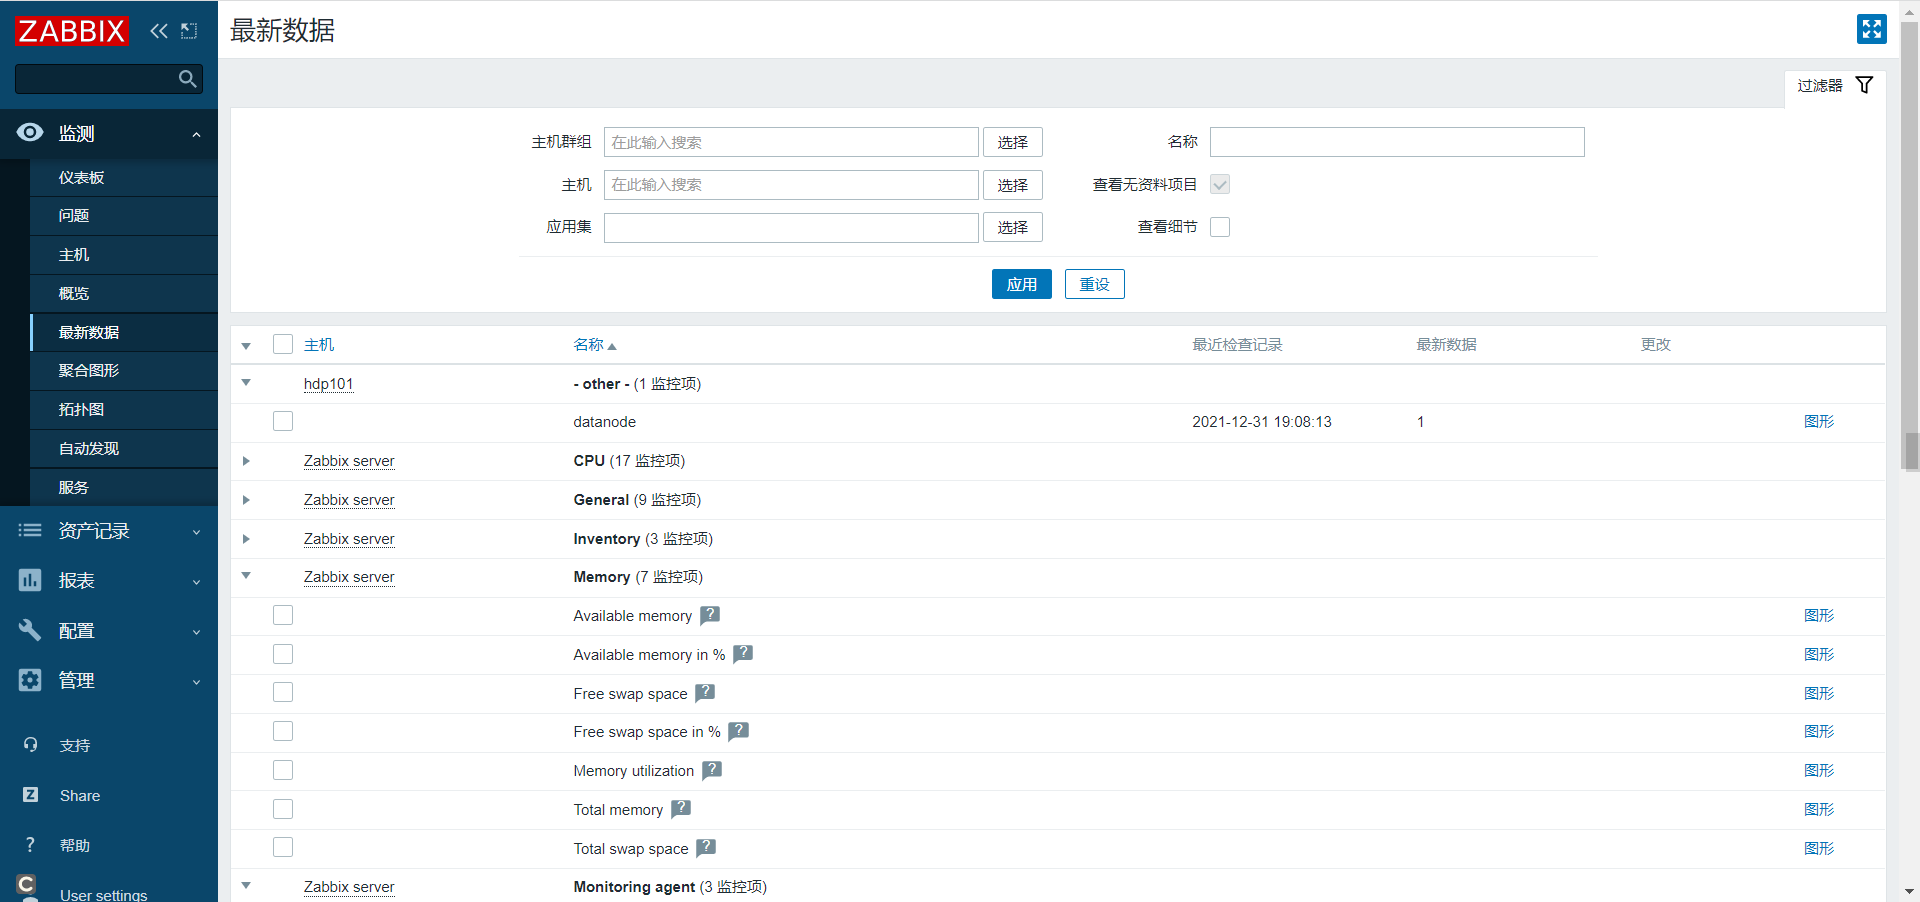 ZABBIX
监测
仪表板
问题
主机
概览
最新数据
聚合图形
拓扑图
自动发现
服务
资产记录
报表
配置
管理
支持
Share
帮助
User settings
最新数据
过滤器
主机群组 在此输入搜索 选择 名称
主机 在此输入搜索 选择 查看无资料项目
应用集 选择 查看细节
应用 重设
主机 名称 最近检查记录 最新数据 更改
hdp101 - other - (1 监控项)
datanode 2021-12-31 19:08:13 1 图形
Zabbix server CPU (17 监控项)
Zabbix server General (9 监控项)
Zabbix server Inventory (3 监控项)
Zabbix server Memory (7 监控项)
Available memory ? 图形
Available memory in % ? 图形
Free swap space ? 图形
Free swap space in % ? 图形
Memory utilization ? 图形
Total memory ? 图形
Total swap space ? 图形
Zabbix server Monitoring agent (3 监控项)